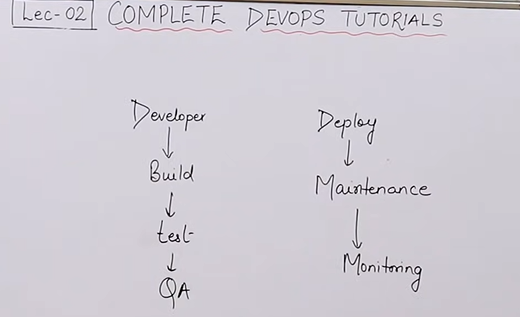 Lec-02 COMPLETE DEVOPS TUTORIALS
Developer
Build
test
QA
Deploy
Maintenance
Monitoring